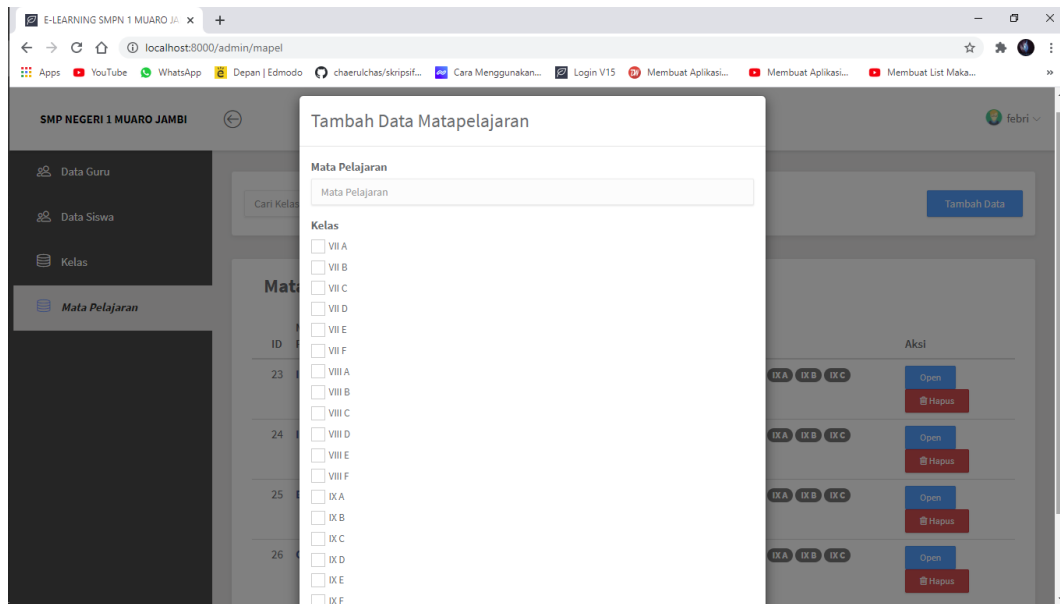 E-LEARNING SMPN 1 MUARO JA
localhost:8000/admin/mapel
Apps YouTube WhatsApp Depan | Edmodo chaerulchas/skripsif... Cara Menggunakan... Login V15 Membuat Aplikasi... Membuat Aplikasi... Membuat List Maka... »
SMP NEGERI 1 MUARO JAMBI
febri
Data Guru
Data Siswa
Kelas
Mata Pelajaran
Cari Kelas
Tambah Data
Tambah Data Matapelajaran
Mata Pelajaran
Mata Pelajaran
Kelas
VII A
VII B
VII C
VII D
VII E
VII F
VIII A
VIII B
VIII C
VIII D
VIII E
VIII F
IX A
IX B
IX C
IX D
IX E
IX F
ID Aksi
23 IX A IX B IX C Open
Hapus
24 IX A IX B IX C Open
Hapus
25 IX A IX B IX C Open
Hapus
26 IX A IX B IX C Open
Hapus